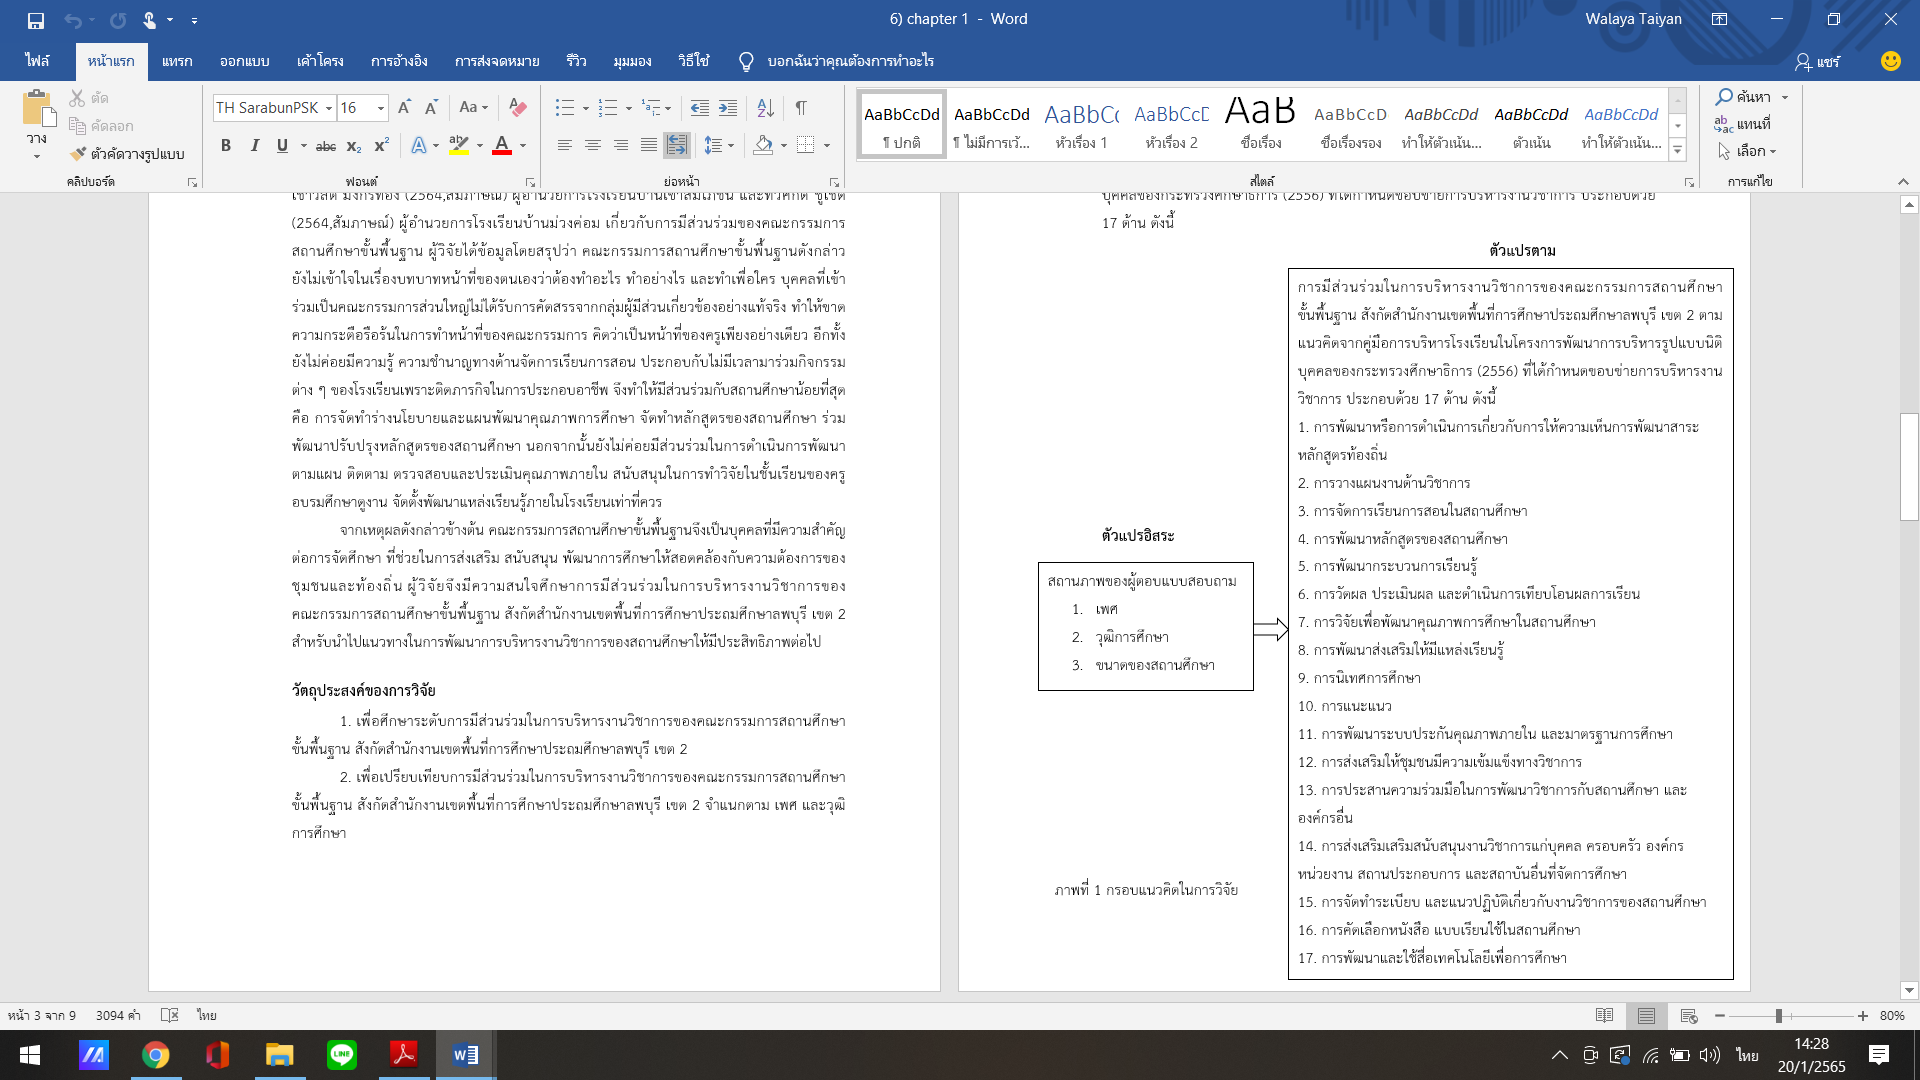 6) chapter 1 - Word
Walaya Taiyan
ไฟล์
หน้าแรก
แทรก
ออกแบบ
เค้าโครง
การอ้างอิง
การส่งจดหมาย
รีวิว
มุมมอง
วิธีใช้
บอกฉันว่าคุณต้องการทำอะไร
แชร์
วาง
ตัด
คัดลอก
ตัวคัดวางรูปแบบ
คลิปบอร์ด
TH SarabunPSK
16
ฟอนต์
ย่อหน้า
AaBbCcDd
¶ ปกติ
AaBbCcDd
¶ ไม่มีการเว้...
AaBbCc
หัวเรื่อง 1
AaBbCcD
หัวเรื่อง 2
AaB
ชื่อเรื่อง
AaBbCcD
ชื่อเรื่องรอง
AaBbCcDd
ทำให้ตัวเน้น...
AaBbCcDd
ตัวเน้น
AaBbCcDd
ทำให้ตัวเน้น...
สไตล์
ค้นหา
แทนที่
เลือก
การแก้ไข
(2564,สัมภาษณ์) ผู้อำนวยการโรงเรียนบ้านม่วงค่อม เกี่ยวกับการมีส่วนร่วมของคณะกรรมการ
สถานศึกษาขั้นพื้นฐาน ผู้วิจัยได้ข้อมูลโดยสรุปว่า คณะกรรมการสถานศึกษาขั้นพื้นฐานดังกล่าว
ยังไม่เข้าใจในเรื่องบทบาทหน้าที่ของตนเองว่าต้องทำอะไร ทำอย่างไร และทำเพื่อใคร บุคคลที่เข้า
ร่วมเป็นคณะกรรมการส่วนใหญ่ไม่ได้รับการคัดสรรจากกลุ่มผู้มีส่วนเกี่ยวข้องอย่างแท้จริง ทำให้ขาด
ความกระตือรือร้นในการทำหน้าที่ของคณะกรรมการ คิดว่าเป็นหน้าที่ของครูเพียงอย่างเดียว อีกทั้ง
ยังไม่ค่อยมีความรู้ ความชำนาญทางด้านจัดการเรียนการสอน ประกอบกับไม่มีเวลามาร่วมกิจกรรม
ต่าง ๆ ของโรงเรียนเพราะติดภารกิจในการประกอบอาชีพ จึงทำให้มีส่วนร่วมกับสถานศึกษาน้อยที่สุด
คือ การจัดทำร่างนโยบายและแผนพัฒนาคุณภาพการศึกษา จัดทำหลักสูตรของสถานศึกษา ร่วม
พัฒนาปรับปรุงหลักสูตรของสถานศึกษา นอกจากนั้นยังไม่ค่อยมีส่วนร่วมในการดำเนินการพัฒนา
ตามแผน ติดตาม ตรวจสอบและประเมินคุณภาพภายใน สนับสนุนในการทำวิจัยในชั้นเรียนของครู
อบรมศึกษาดูงาน จัดตั้งพัฒนาแหล่งเรียนรู้ภายในโรงเรียนเท่าที่ควร
จากเหตุผลดังกล่าวข้างต้น คณะกรรมการสถานศึกษาขั้นพื้นฐานจึงเป็นบุคคลที่มีความสำคัญ
ต่อการจัดศึกษา ที่ช่วยในการส่งเสริม สนับสนุน พัฒนาการศึกษาให้สอดคล้องกับความต้องการของ
ชุมชนและท้องถิ่น ผู้วิจัยจึงมีความสนใจศึกษาการมีส่วนร่วมในการบริหารงานวิชาการของ
คณะกรรมการสถานศึกษาขั้นพื้นฐาน สังกัดสำนักงานเขตพื้นที่การศึกษาประถมศึกษาลพบุรี เขต 2
สำหรับนำไปแนวทางในการพัฒนาการบริหารงานวิชาการของสถานศึกษาให้มีประสิทธิภาพต่อไป
วัตถุประสงค์ของการวิจัย
1. เพื่อศึกษาระดับการมีส่วนร่วมในการบริหารงานวิชาการของคณะกรรมการสถานศึกษา
ขั้นพื้นฐาน สังกัดสำนักงานเขตพื้นที่การศึกษาประถมศึกษาลพบุรี เขต 2
2. เพื่อเปรียบเทียบการมีส่วนร่วมในการบริหารงานวิชาการของคณะกรรมการสถานศึกษา
ขั้นพื้นฐาน สังกัดสำนักงานเขตพื้นที่การศึกษาประถมศึกษาลพบุรี เขต 2 จำแนกตาม เพศ และวุฒิ
การศึกษา
บุคคลของกระทรวงศึกษาธิการ (2556) ที่ได้กำหนดขอบข่ายการบริหารงานวิชาการ ประกอบด้วย
17 ด้าน ดังนี้
ตัวแปรตาม
การมีส่วนร่วมในการบริหารงานวิชาการของคณะกรรมการสถานศึกษา
ขั้นพื้นฐาน สังกัดสำนักงานเขตพื้นที่การศึกษาประถมศึกษาลพบุรี เขต 2 ตาม
แนวคิดจากคู่มือการบริหารโรงเรียนในโครงการพัฒนาการบริหารรูปแบบนิติ
บุคคลของกระทรวงศึกษาธิการ (2556) ที่ได้กำหนดขอบข่ายการบริหารงาน
วิชาการ ประกอบด้วย 17 ด้าน ดังนี้
1. การพัฒนาหรือการดำเนินการเกี่ยวกับการให้ความเห็นการพัฒนาสาระ
หลักสูตรท้องถิ่น
2. การวางแผนงานด้านวิชาการ
3. การจัดการเรียนการสอนในสถานศึกษา
4. การพัฒนาหลักสูตรของสถานศึกษา
5. การพัฒนากระบวนการเรียนรู้
6. การวัดผล ประเมินผล และดำเนินการเทียบโอนผลการเรียน
7. การวิจัยเพื่อพัฒนาคุณภาพการศึกษาในสถานศึกษา
8. การพัฒนาส่งเสริมให้มีแหล่งเรียนรู้
9. การนิเทศการศึกษา
10. การแนะแนว
11. การพัฒนาระบบประกันคุณภาพภายใน และมาตรฐานการศึกษา
12. การส่งเสริมให้ชุมชนมีความเข้มแข็งทางวิชาการ
13. การประสานความร่วมมือในการพัฒนาวิชาการกับสถานศึกษา และ
องค์กรอื่น
14. การส่งเสริมเสริมสนับสนุนงานวิชาการแก่บุคคล ครอบครัว องค์กร
หน่วยงาน สถานประกอบการ และสถาบันอื่นที่จัดการศึกษา
15. การจัดทำระเบียบ และแนวปฏิบัติเกี่ยวกับงานวิชาการของสถานศึกษา
16. การคัดเลือกหนังสือ แบบเรียนใช้ในสถานศึกษา
17. การพัฒนาและใช้สื่อเทคโนโลยีเพื่อการศึกษา
ตัวแปรอิสระ
สถานภาพของผู้ตอบแบบสอบถาม
1. เพศ
2. วุฒิการศึกษา
3. ขนาดของสถานศึกษา
ภาพที่ 1 กรอบแนวคิดในการวิจัย
หน้า 3 จาก 9
3094 คำ
ไทย
80%
LINE
ไทย
14:28
20/1/2565